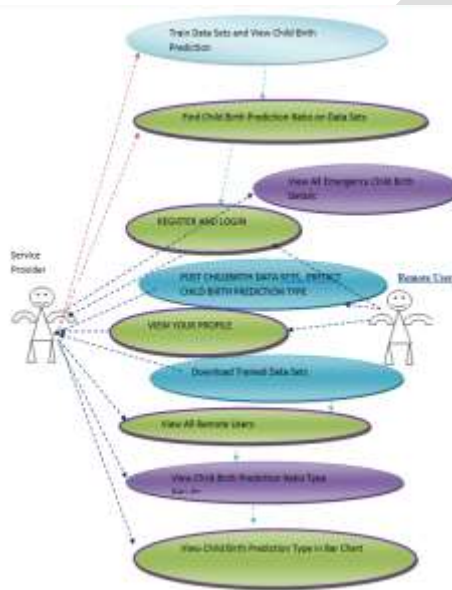 Train Data Sets and View Child Birth
Prediction
Find Child Birth Prediction Ratio on Data Sets
View All Emergency Child Birth
Details
REGISTER AND LOGIN
Service
Provider
POST CHILDBIRTH DATA SETS, PREDICT
CHILD BIRTH PREDICTION TYPE
Remote User
VIEW YOUR PROFILE
Download Trained Data Sets
View All Remote Users
View Child Birth Prediction Ratio Type
View Child Birth Prediction Type in Bar Chart